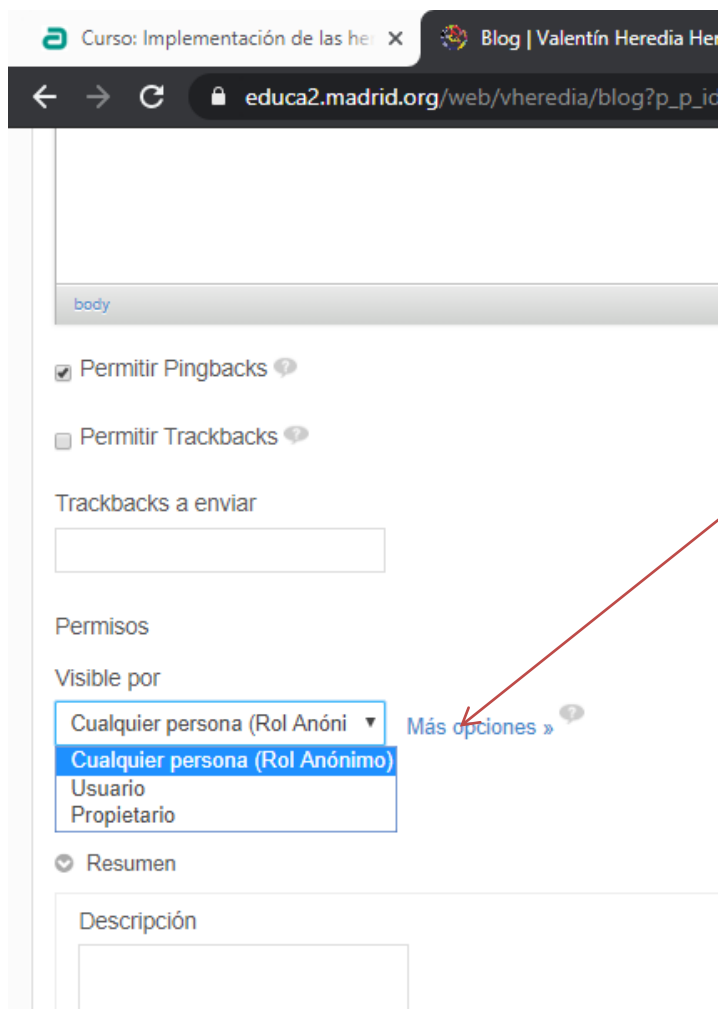 Curso: Implementación de las he
Blog | Valentín Heredia Her
educa2.madrid.org/web/vheredia/blog?p_p_id
body
Permitir Pingbacks
Permitir Trackbacks
Trackbacks a enviar
Permisos
Visible por
Cualquier persona (Rol Anóni
Más opciones »
Cualquier persona (Rol Anónimo)
Usuario
Propietario
Resumen
Descripción